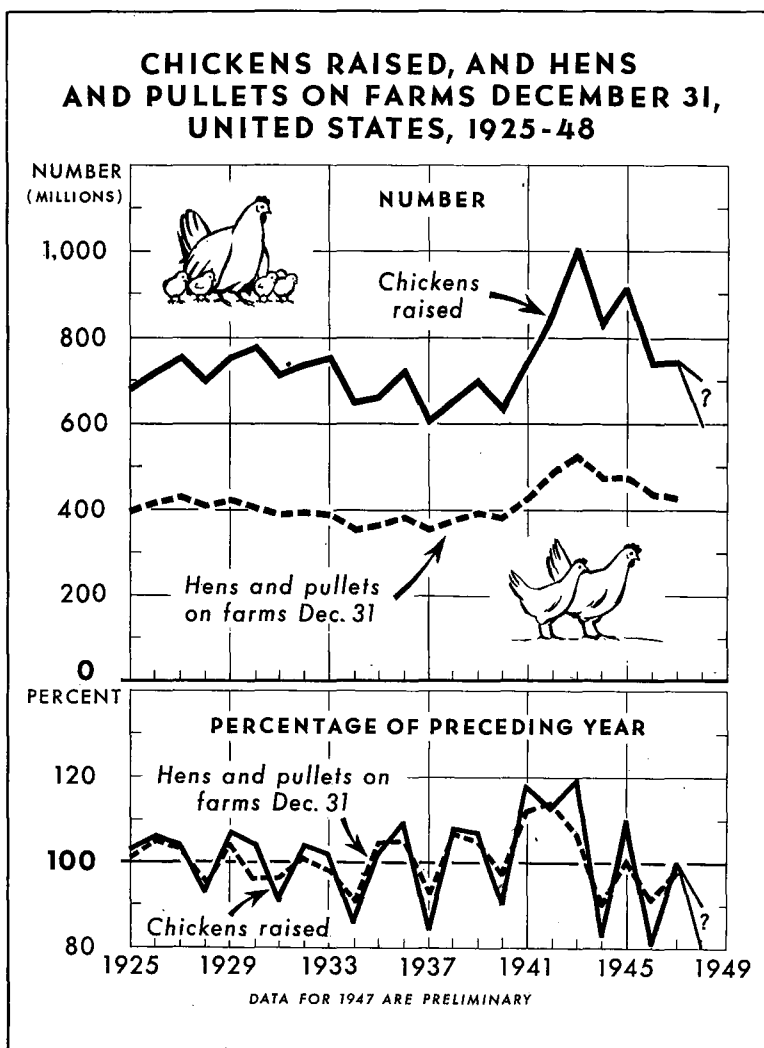 CHICKENS RAISED, AND HENS
AND PULLETS ON FARMS DECEMBER 31,
UNITED STATES, 1925-48
NUMBER
(MILLIONS)
NUMBER
1,000
Chickens
raised
800
?
600
400
Hens and pullets
on farms Dec. 31
200
0
PERCENT
PERCENTAGE OF PRECEDING YEAR
120
Hens and pullets on
farms Dec. 31
100
Chickens raised
?
80
1925 1929 1933 1937 1941 1945 1949
DATA FOR 1947 ARE PRELIMINARY